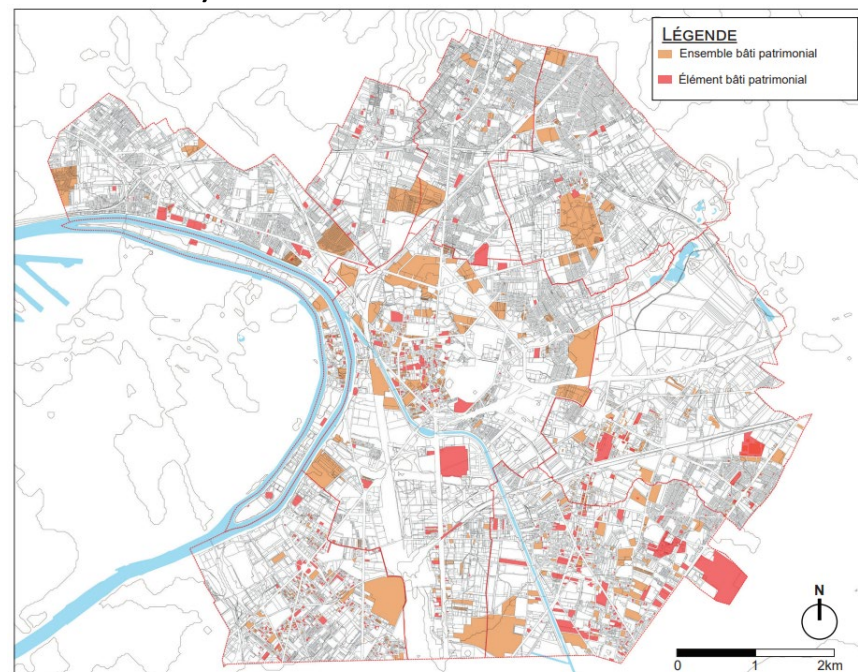 LÉGENDE
Ensemble bâti patrimonial
Élément bâti patrimonial
N
0 1 2km